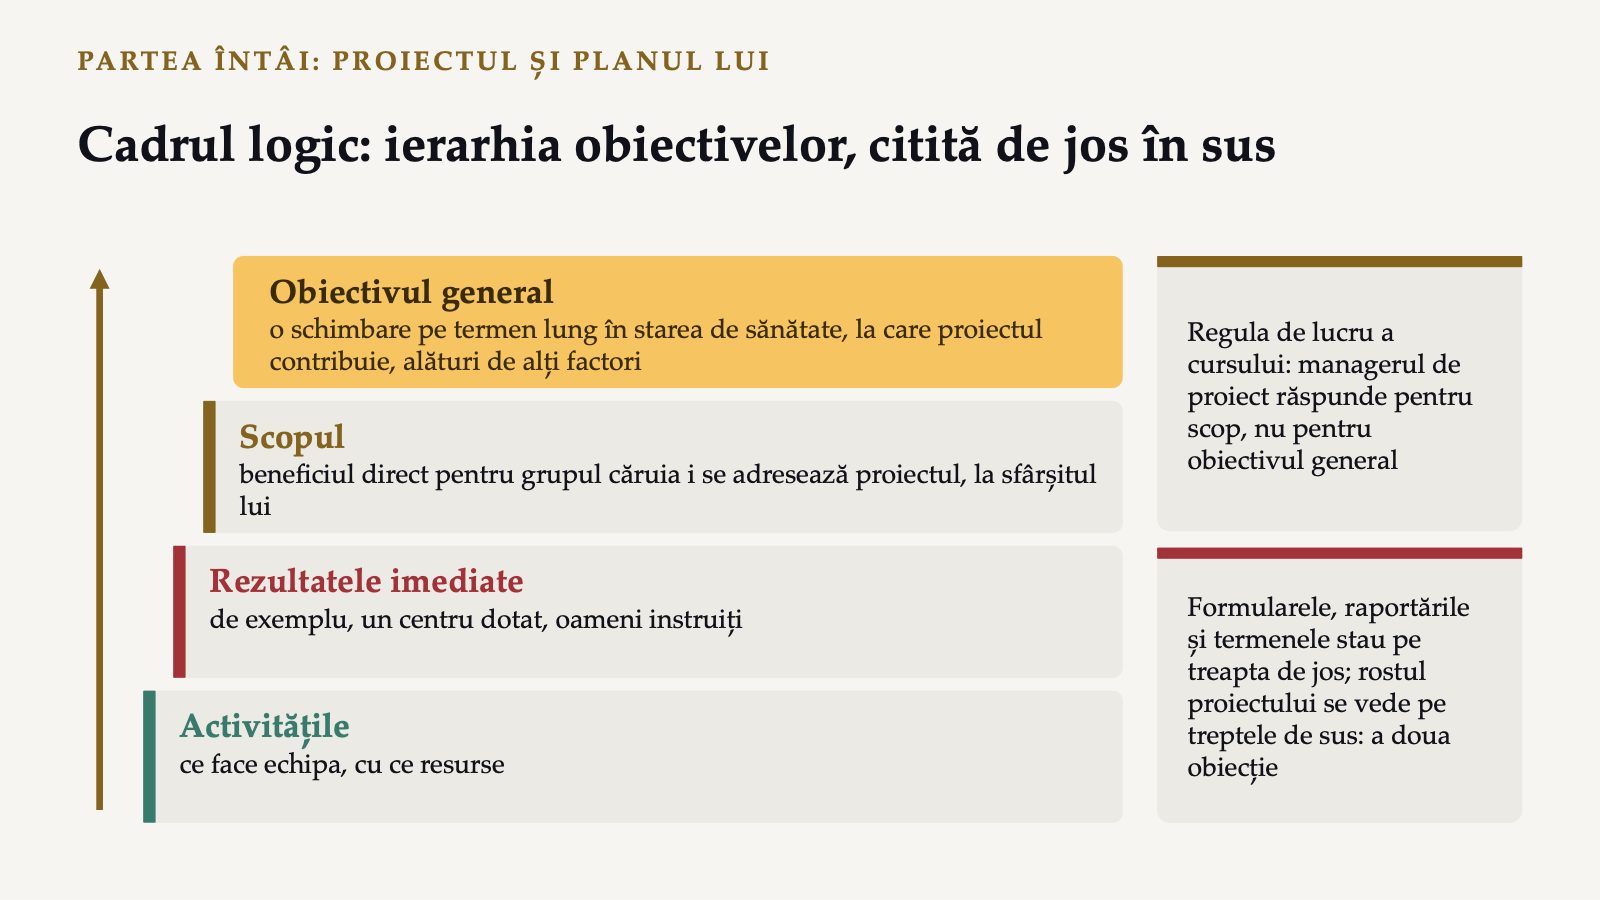 PARTEA ÎNTÂI: PROIECTUL ȘI PLANUL LUI
Cadrul logic: ierarhia obiectivelor, citită de jos în sus
Obiectivul general
o schimbare pe termen lung în starea de sănătate, la care proiectul
contribuie, alături de alți factori
Scopul
beneficiul direct pentru grupul căruia i se adresează proiectul, la sfârșitul
lui
Rezultatele imediate
de exemplu, un centru dotat, oameni instruiți
Activitățile
ce face echipa, cu ce resurse
Regula de lucru a
cursului: managerul de
proiect răspunde pentru
scop, nu pentru
obiectivul general
Formularele, raportările
și termenele stau pe
treapta de jos; rostul
proiectului se vede pe
treptele de sus: a doua
obiecție